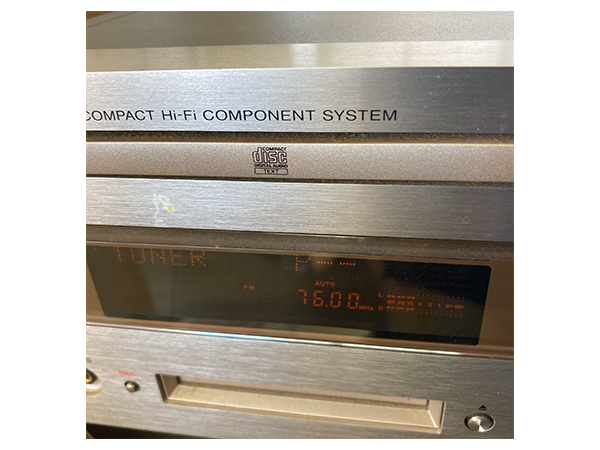 COMPACT Hi-Fi COMPONENT SYSTEM
COMPACT
disc
DIGITAL AUDIO
TEXT
TUNER P----
AUTO
FM 76.00 MHz
L
R